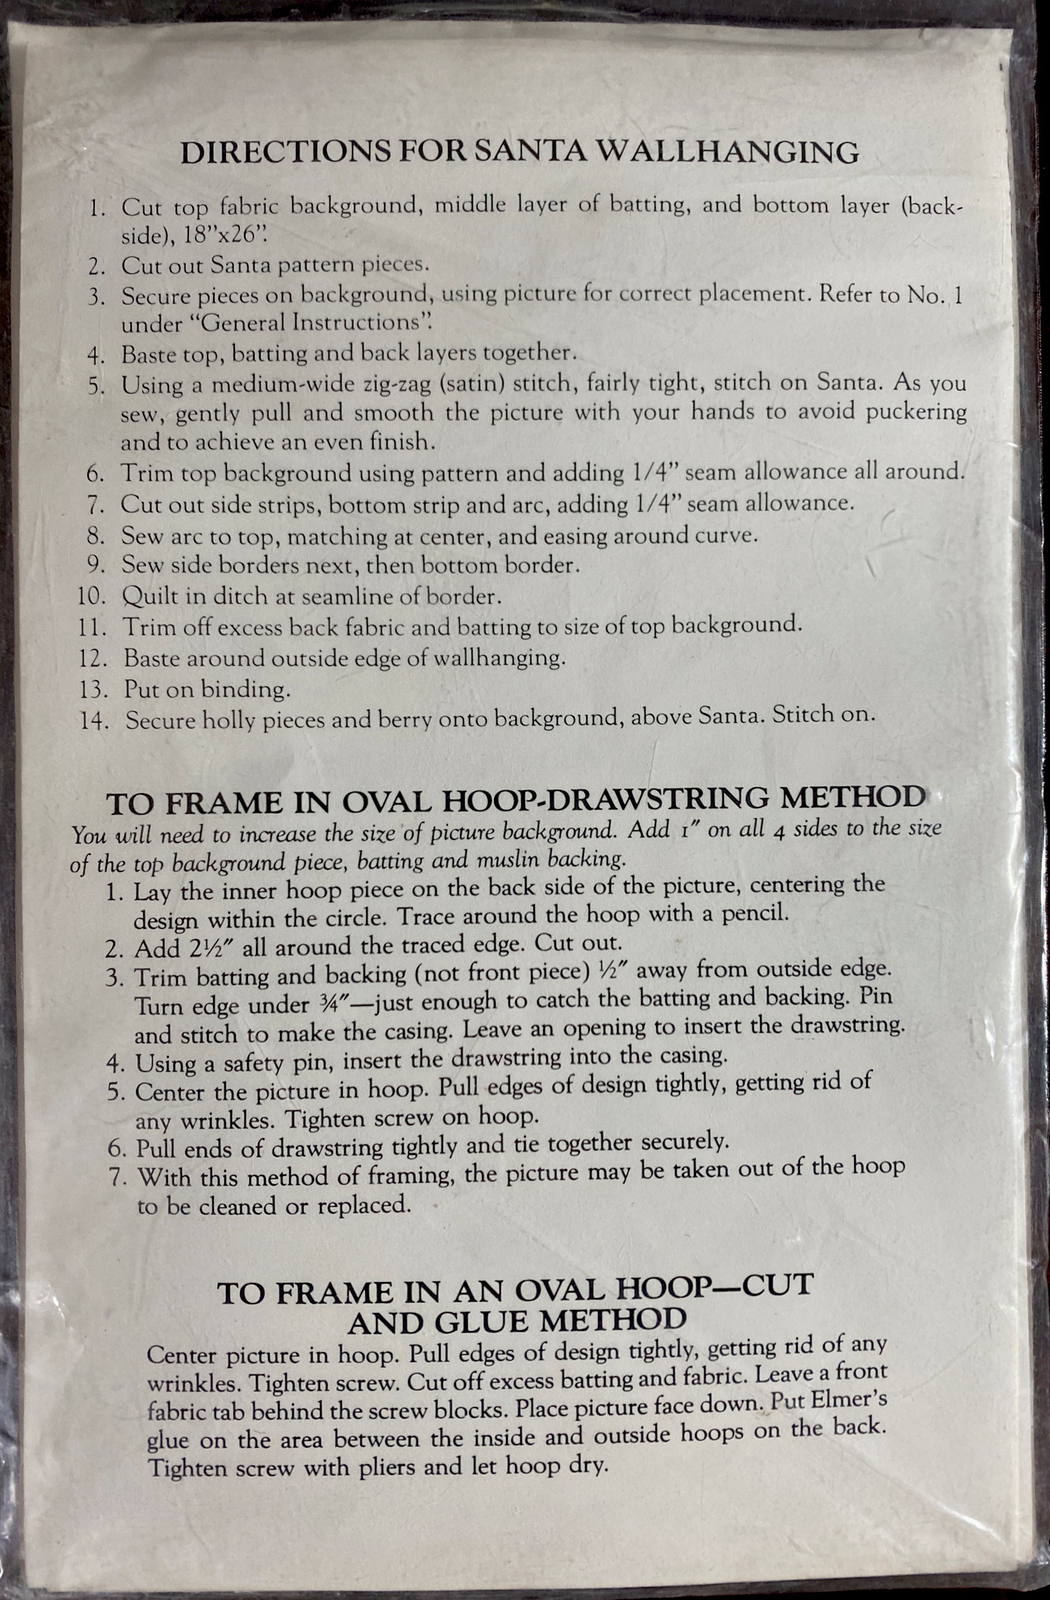 DIRECTIONS FOR SANTA WALLHANGING
1. Cut top fabric background, middle layer of batting, and bottom layer (back-
side), 18”x26”.
2. Cut out Santa pattern pieces.
3. Secure pieces on background, using picture for correct placement. Refer to No. 1
under “General Instructions”.
4. Baste top, batting and back layers together.
5. Using a medium-wide zig-zag (satin) stitch, fairly tight, stitch on Santa. As you
sew, gently pull and smooth the picture with your hands to avoid puckering
and to achieve an even finish.
6. Trim top background using pattern and adding 1/4” seam allowance all around.
7. Cut out side strips, bottom strip and arc, adding 1/4” seam allowance.
8. Sew arc to top, matching at center, and easing around curve.
9. Sew side borders next, then bottom border.
10. Quilt in ditch at seamline of border.
11. Trim off excess back fabric and batting to size of top background.
12. Baste around outside edge of wallhanging.
13. Put on binding.
14. Secure holly pieces and berry onto background, above Santa. Stitch on.
TO FRAME IN OVAL HOOP-DRAWSTRING METHOD
You will need to increase the size of picture background. Add 1″ on all 4 sides to the size
of the top background piece, batting and muslin backing.
1. Lay the inner hoop piece on the back side of the picture, centering the
design within the circle. Trace around the hoop with a pencil.
2. Add 2½″ all around the traced edge. Cut out.
3. Trim batting and backing (not front piece) ½″ away from outside edge.
Turn edge under ¾″—just enough to catch the batting and backing. Pin
and stitch to make the casing. Leave an opening to insert the drawstring.
4. Using a safety pin, insert the drawstring into the casing.
5. Center the picture in hoop. Pull edges of design tightly, getting rid of
any wrinkles. Tighten screw on hoop.
6. Pull ends of drawstring tightly and tie together securely.
7. With this method of framing, the picture may be taken out of the hoop
to be cleaned or replaced.
TO FRAME IN AN OVAL HOOP—CUT
AND GLUE METHOD
Center picture in hoop. Pull edges of design tightly, getting rid of any
wrinkles. Tighten screw. Cut off excess batting and fabric. Leave a front
fabric tab behind the screw blocks. Place picture face down. Put Elmer’s
glue on the area between the inside and outside hoops on the back.
Tighten screw with pliers and let hoop dry.